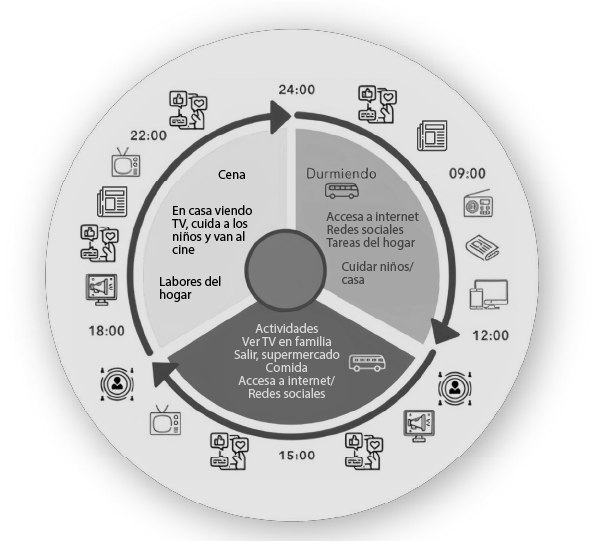 24:00
22:00
09:00
Cena
Durmiendo
En casa viendo
TV, cuida a los
niños y van al
cine
Accesa a internet
Redes sociales
Tareas del hogar
Cuidar niños/
casa
Labores del
hogar
18:00
12:00
Actividades
Ver TV en familia
Salir, supermercado
Comida
Accesa a internet/
Redes sociales
15:00